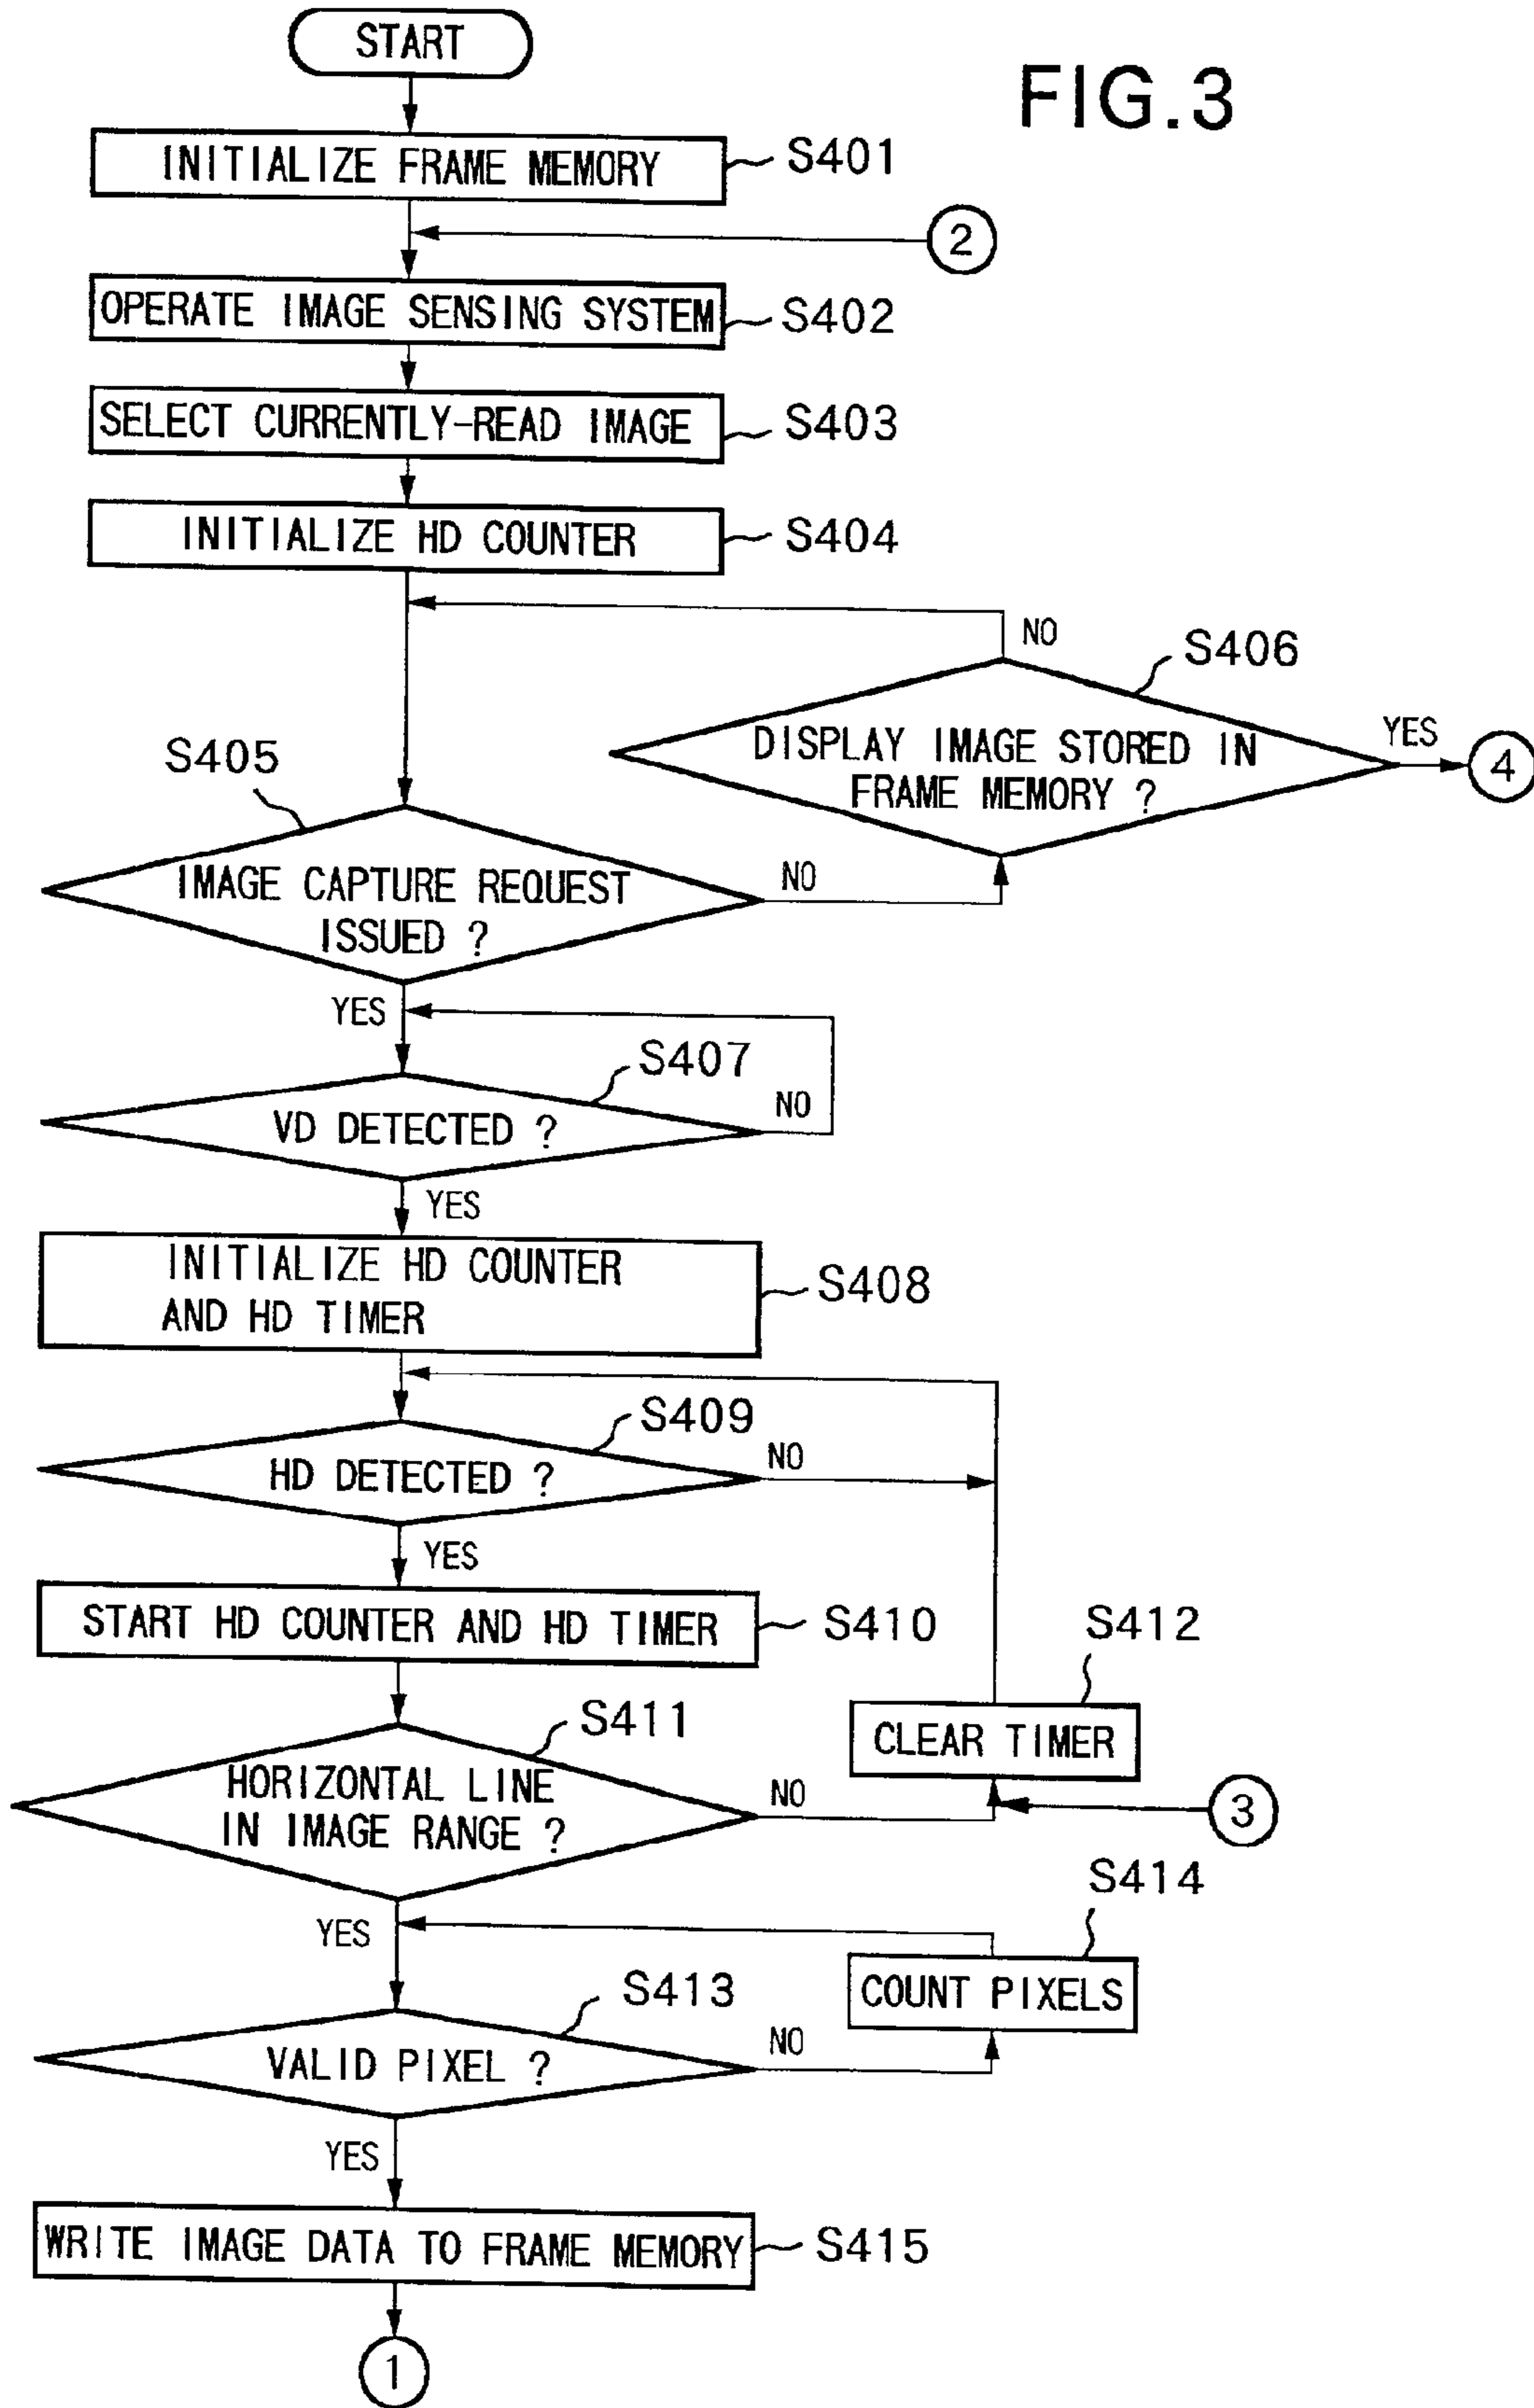 START
FIG.3
INITIALIZE FRAME MEMORY
S401
2
OPERATE IMAGE SENSING SYSTEM
S402
SELECT CURRENTLY-READ IMAGE
S403
INITIALIZE HD COUNTER
S404
NO
S406
DISPLAY IMAGE STORED IN
FRAME MEMORY ?
YES
4
S405
IMAGE CAPTURE REQUEST
ISSUED ?
NO
YES
S407
VD DETECTED ?
NO
YES
INITIALIZE HD COUNTER
AND HD TIMER
S408
S409
HD DETECTED ?
NO
YES
START HD COUNTER AND HD TIMER
S410
S412
CLEAR TIMER
S411
HORIZONTAL LINE
IN IMAGE RANGE ?
NO
3
S414
COUNT PIXELS
YES
S413
VALID PIXEL ?
NO
YES
WRITE IMAGE DATA TO FRAME MEMORY
S415
1